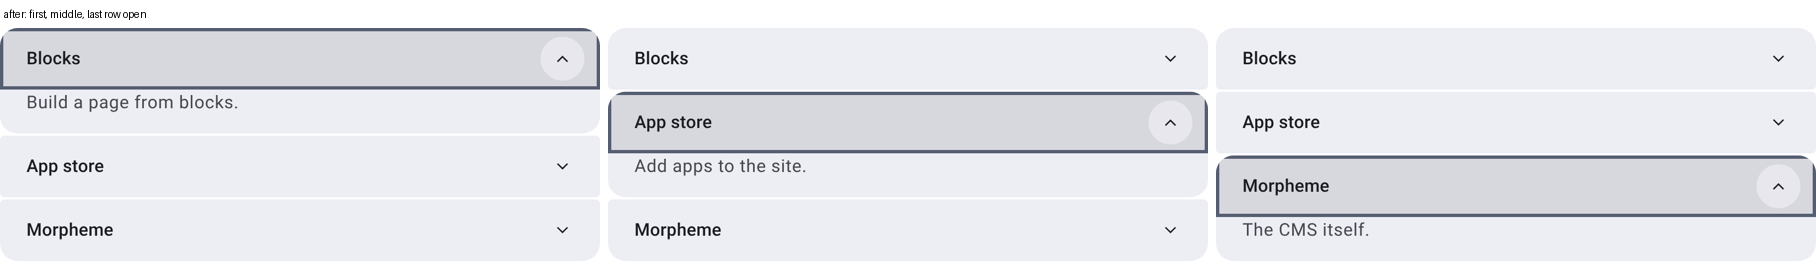 after: first, middle, last row open
Blocks
Build a page from blocks.
App store
Morpheme
Blocks
App store
Add apps to the site.
Morpheme
Blocks
App store
Morpheme
The CMS itself.